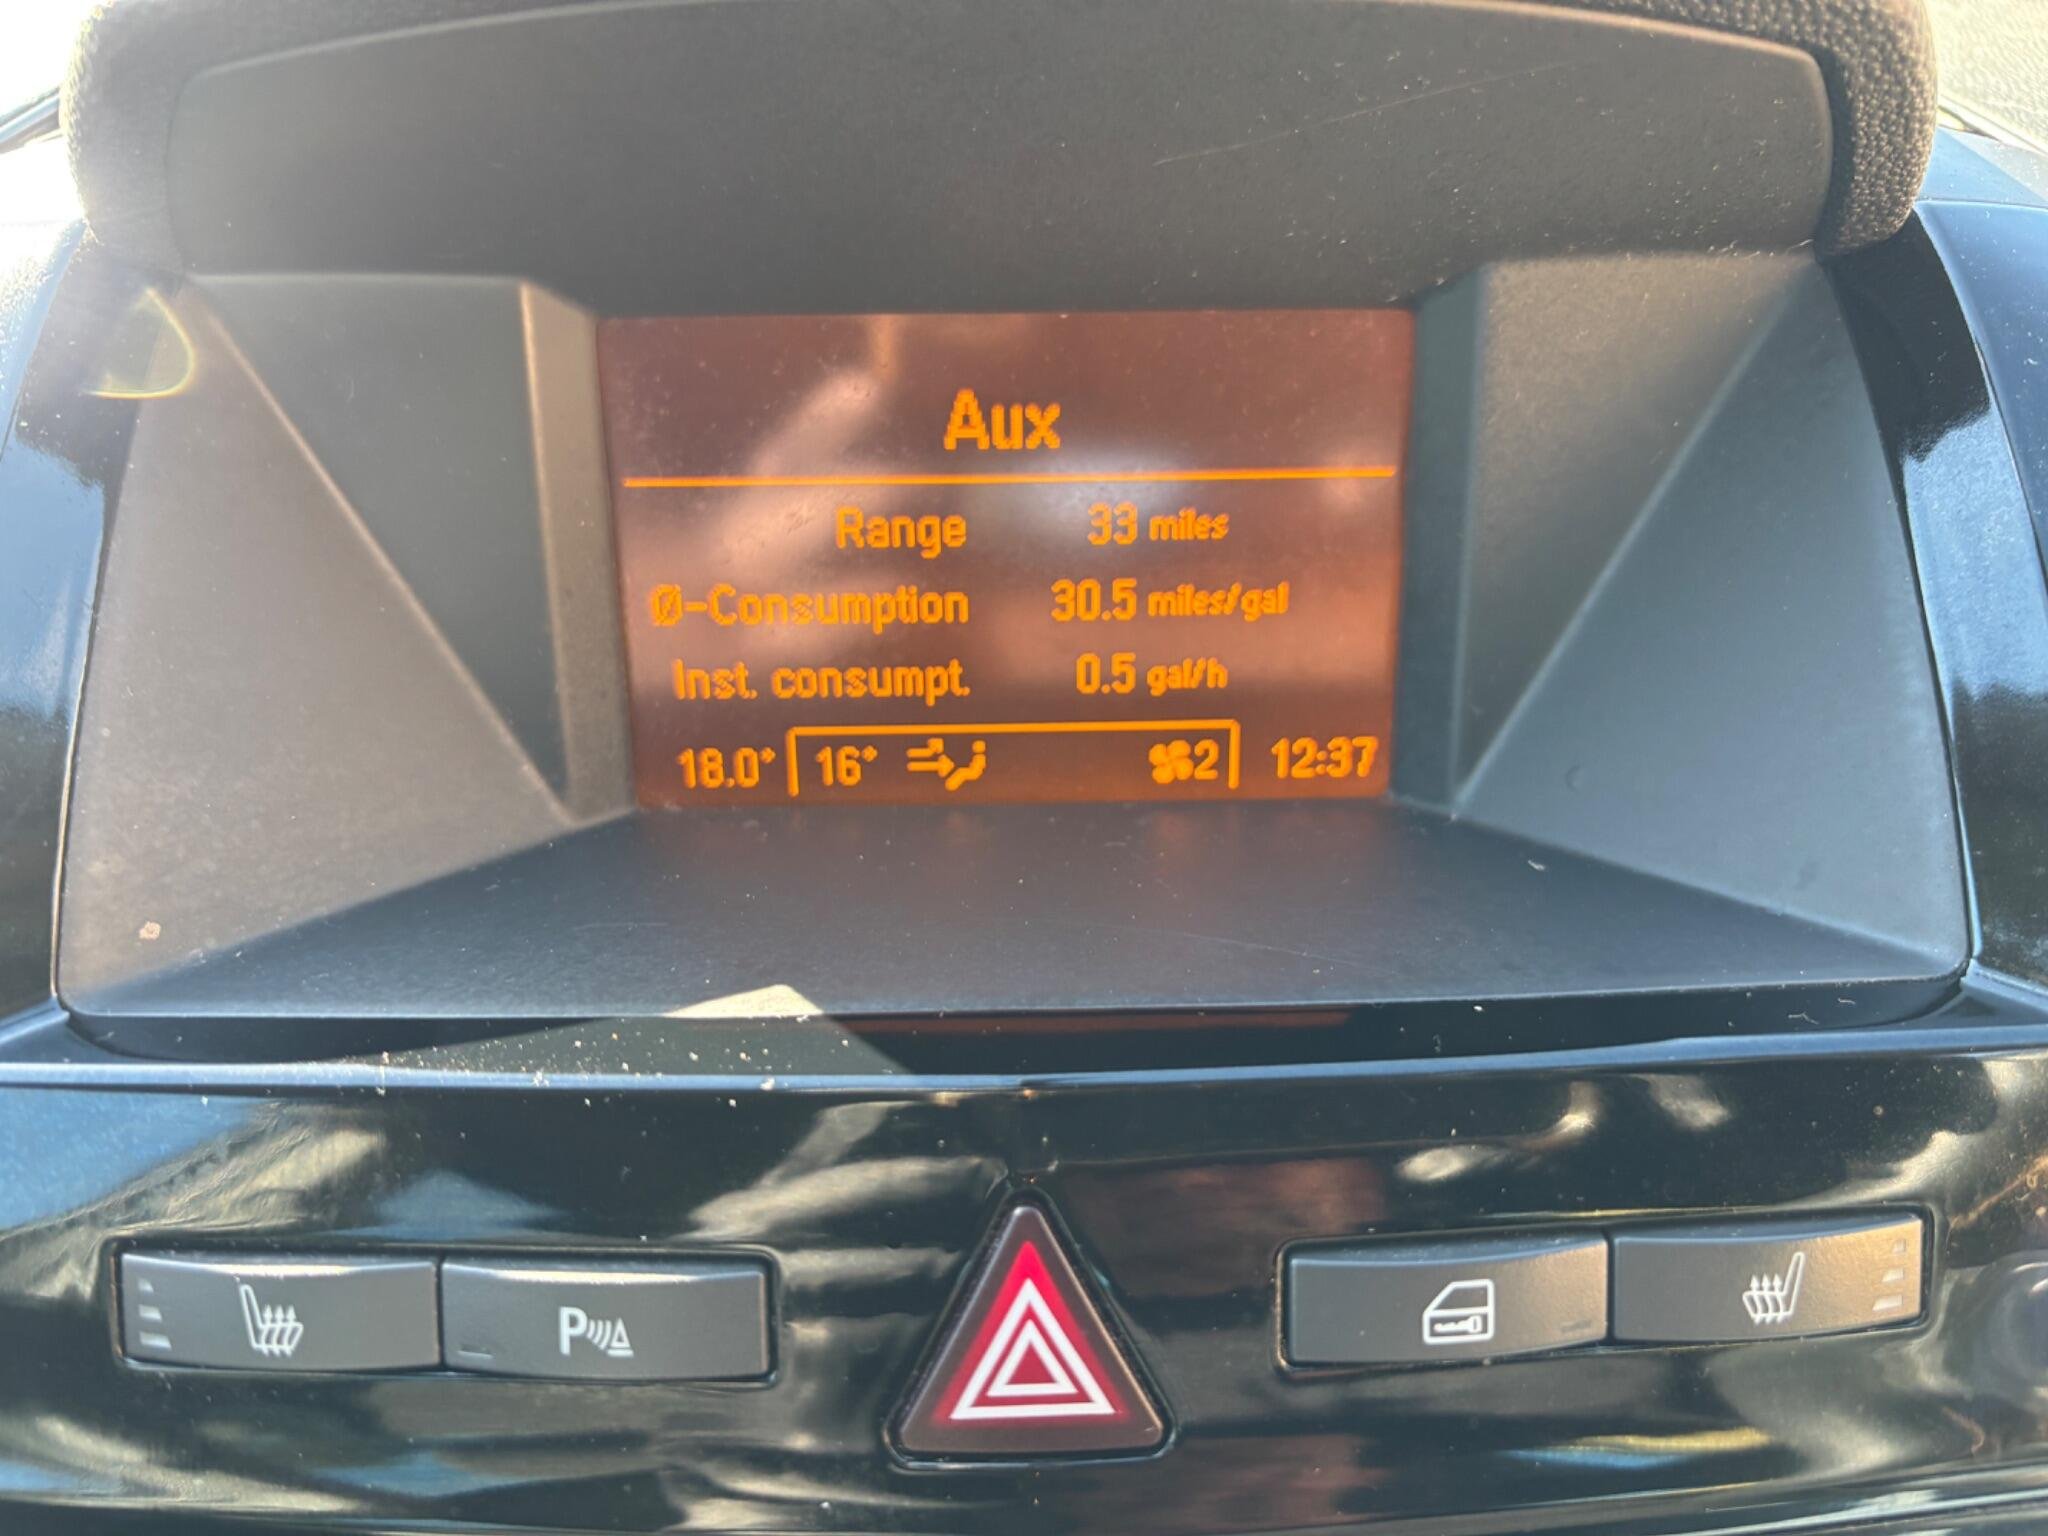 Aux
Range 33 miles
Ø-Consumption 30.5 miles/gal
Inst. consumpt. 0.5 gal/h
18.0° 16° 2 12:37
P